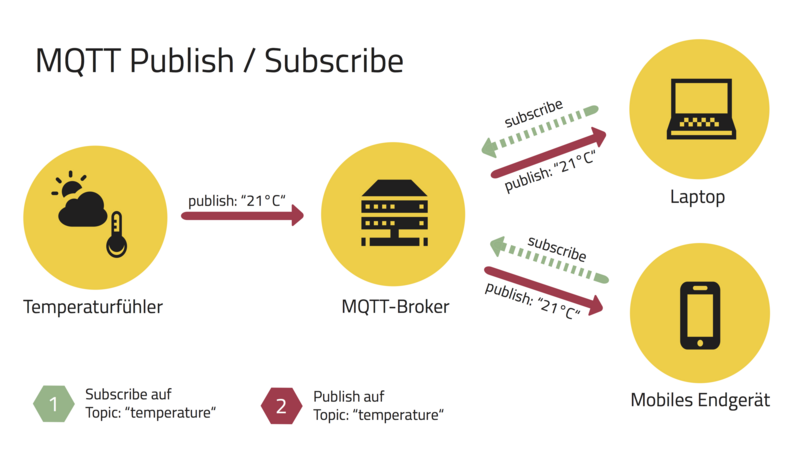 MQTT Publish / Subscribe
subscribe
publish: “21°C“
Laptop
publish: “21°C“
Temperaturfühler
MQTT-Broker
subscribe
publish: “21°C“
Mobiles Endgerät
1
Subscribe auf
Topic: “temperature“
2
Publish auf
Topic: “temperature“